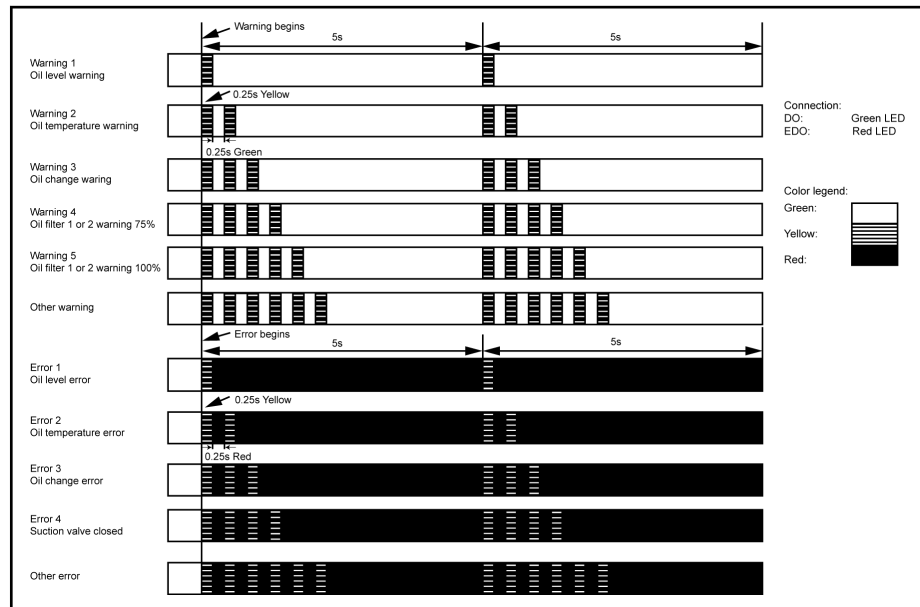 Warning begins
5s
5s
Warning 1
Oil level warning
0.25s Yellow
Warning 2
Oil temperature warning
0.25s Green
Warning 3
Oil change waring
Warning 4
Oil filter 1 or 2 warning 75%
Warning 5
Oil filter 1 or 2 warning 100%
Other warning
Error begins
5s
5s
Error 1
Oil level error
0.25s Yellow
Error 2
Oil temperature error
0.25s Red
Error 3
Oil change error
Error 4
Suction valve closed
Other error
Connection:
DO: Green LED
EDO: Red LED
Color legend:
Green:
Yellow:
Red: